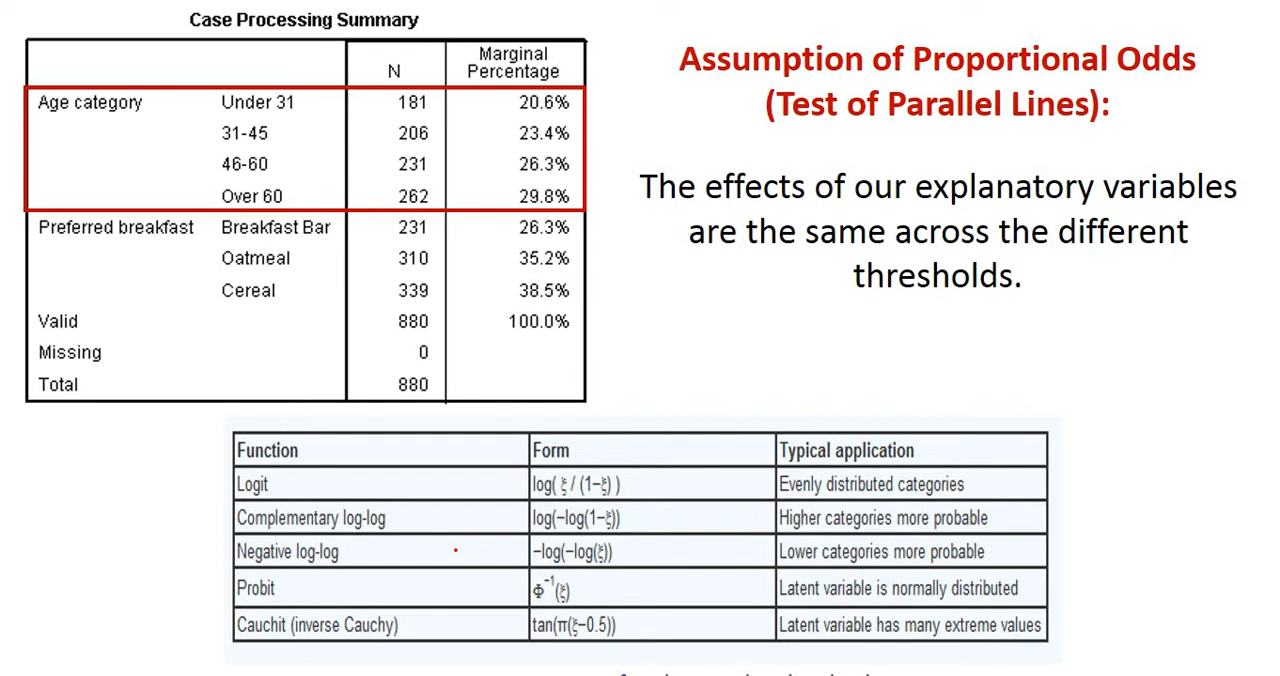 Case Processing Summary
N Marginal Percentage
Age category Under 31 181 20.6%
31-45 206 23.4%
46-60 231 26.3%
Over 60 262 29.8%
Preferred breakfast Breakfast Bar 231 26.3%
Oatmeal 310 35.2%
Cereal 339 38.5%
Valid 880 100.0%
Missing 0
Total 880
Assumption of Proportional Odds
(Test of Parallel Lines):
The effects of our explanatory variables
are the same across the different
thresholds.
Function Form Typical application
Logit log( ξ / (1−ξ) ) Evenly distributed categories
Complementary log-log log(−log(1−ξ)) Higher categories more probable
Negative log-log −log(−log(ξ)) Lower categories more probable
Probit Φ⁻¹(ξ) Latent variable is normally distributed
Cauchit (inverse Cauchy) tan(π(ξ−0.5)) Latent variable has many extreme values